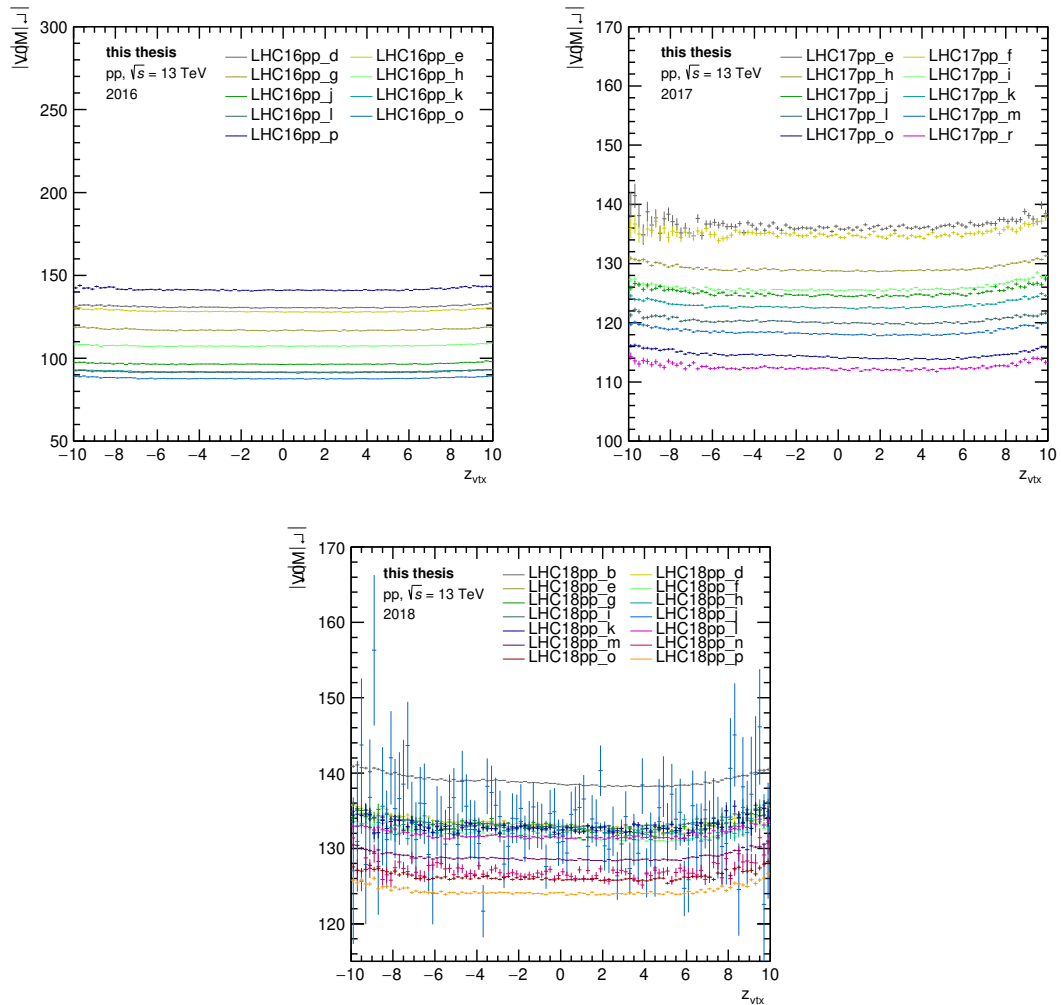 this thesis
pp, √s = 13 TeV
2016
LHC16pp_d LHC16pp_e
LHC16pp_g LHC16pp_h
LHC16pp_j LHC16pp_k
LHC16pp_l LHC16pp_o
LHC16pp_p
300
250
200
150
100
50
−10 −8 −6 −4 −2 0 2 4 6 8 10
z_vtx
this thesis
pp, √s = 13 TeV
2017
LHC17pp_e LHC17pp_f
LHC17pp_h LHC17pp_i
LHC17pp_j LHC17pp_k
LHC17pp_l LHC17pp_m
LHC17pp_o LHC17pp_r
170
160
150
140
130
120
110
100
−10 −8 −6 −4 −2 0 2 4 6 8 10
z_vtx
this thesis
pp, √s = 13 TeV
2018
LHC18pp_b LHC18pp_d
LHC18pp_e LHC18pp_f
LHC18pp_g LHC18pp_h
LHC18pp_i LHC18pp_j
LHC18pp_k LHC18pp_l
LHC18pp_m LHC18pp_n
LHC18pp_o LHC18pp_p
170
160
150
140
130
120
−10 −8 −6 −4 −2 0 2 4 6 8 10
z_vtx